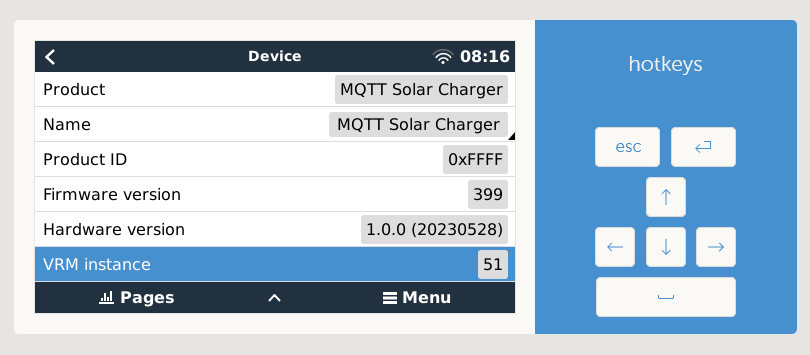 Device 08:16
Product MQTT Solar Charger
Name MQTT Solar Charger
Product ID 0xFFFF
Firmware version 399
Hardware version 1.0.0 (20230528)
VRM instance 51
Pages Menu
hotkeys
esc